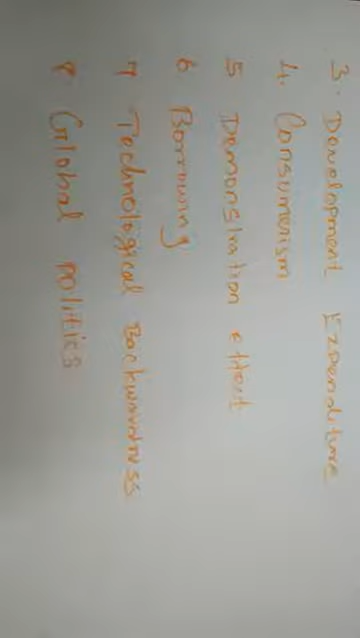 3. Development Expenditure
4. Consumerism
5 Demonstration effect
6 Borrowing
7 Technological Backwardness
8 Global politics